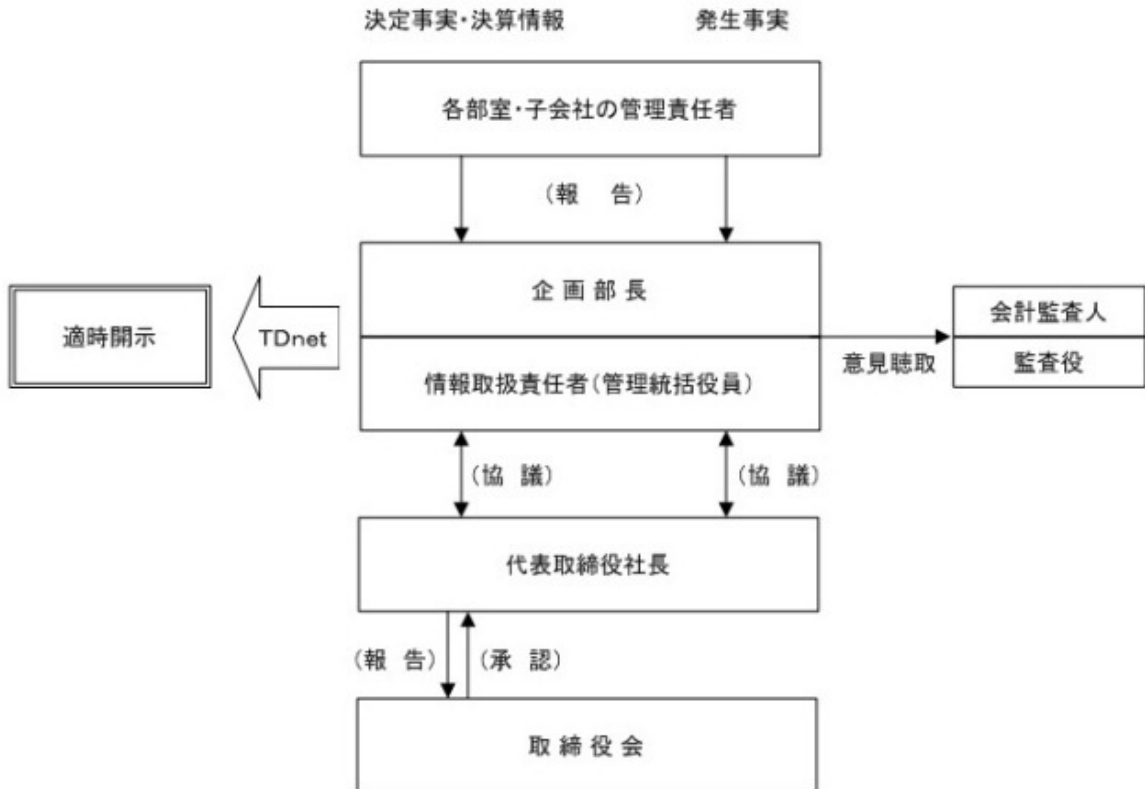 決定事実・決算情報
発生事実
各部室・子会社の管理責任者
(報 告)
企画部長
適時開示
TDnet
会計監査人
意見聴取
監査役
情報取扱責任者(管理統括役員)
(協 議)
(協 議)
代表取締役社長
(報 告)
(承 認)
取締役会